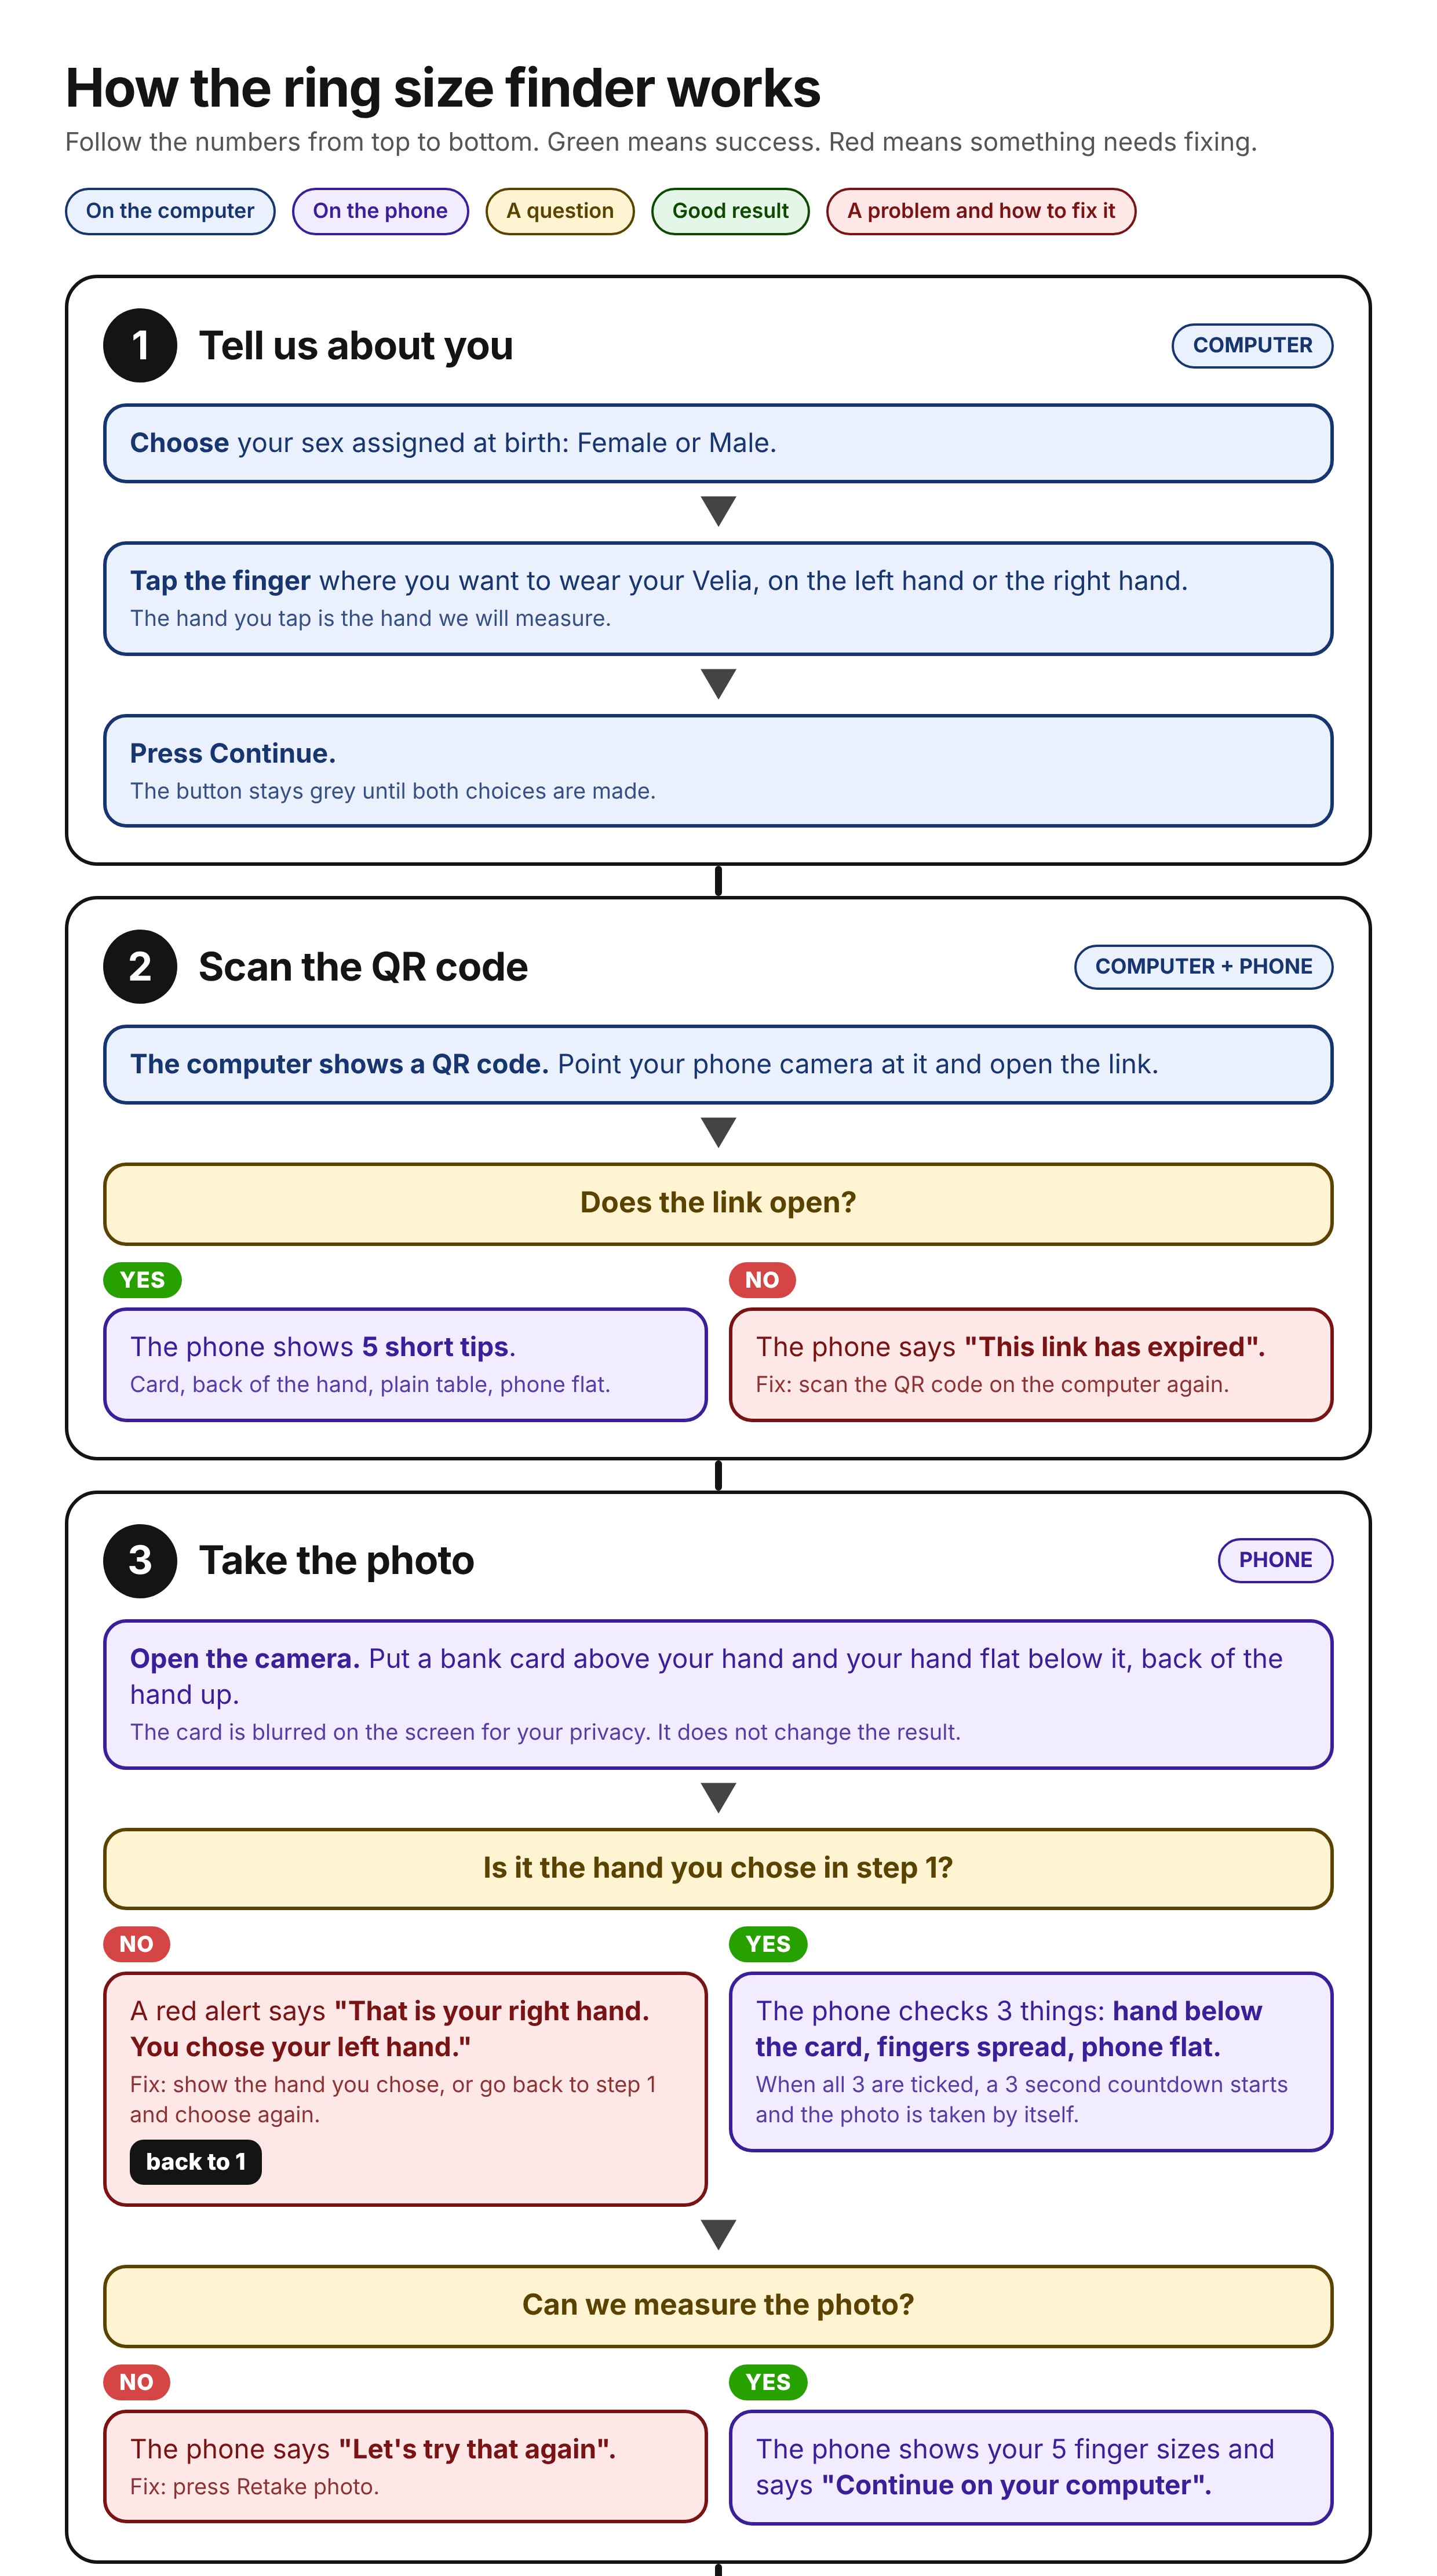 How the ring size finder works
Follow the numbers from top to bottom. Green means success. Red means something needs fixing.
On the computer
On the phone
A question
Good result
A problem and how to fix it
1
Tell us about you
COMPUTER
Choose your sex assigned at birth: Female or Male.
Tap the finger where you want to wear your Velia, on the left hand or the right hand.
The hand you tap is the hand we will measure.
Press Continue.
The button stays grey until both choices are made.
2
Scan the QR code
COMPUTER + PHONE
The computer shows a QR code. Point your phone camera at it and open the link.
Does the link open?
YES
The phone shows 5 short tips.
Card, back of the hand, plain table, phone flat.
NO
The phone says "This link has expired".
Fix: scan the QR code on the computer again.
3
Take the photo
PHONE
Open the camera. Put a bank card above your hand and your hand flat below it, back of the
hand up.
The card is blurred on the screen for your privacy. It does not change the result.
Is it the hand you chose in step 1?
NO
A red alert says "That is your right hand.
You chose your left hand."
Fix: show the hand you chose, or go back to step 1
and choose again.
back to 1
YES
The phone checks 3 things: hand below
the card, fingers spread, phone flat.
When all 3 are ticked, a 3 second countdown starts
and the photo is taken by itself.
Can we measure the photo?
NO
The phone says "Let's try that again".
Fix: press Retake photo.
YES
The phone shows your 5 finger sizes and
says "Continue on your computer".